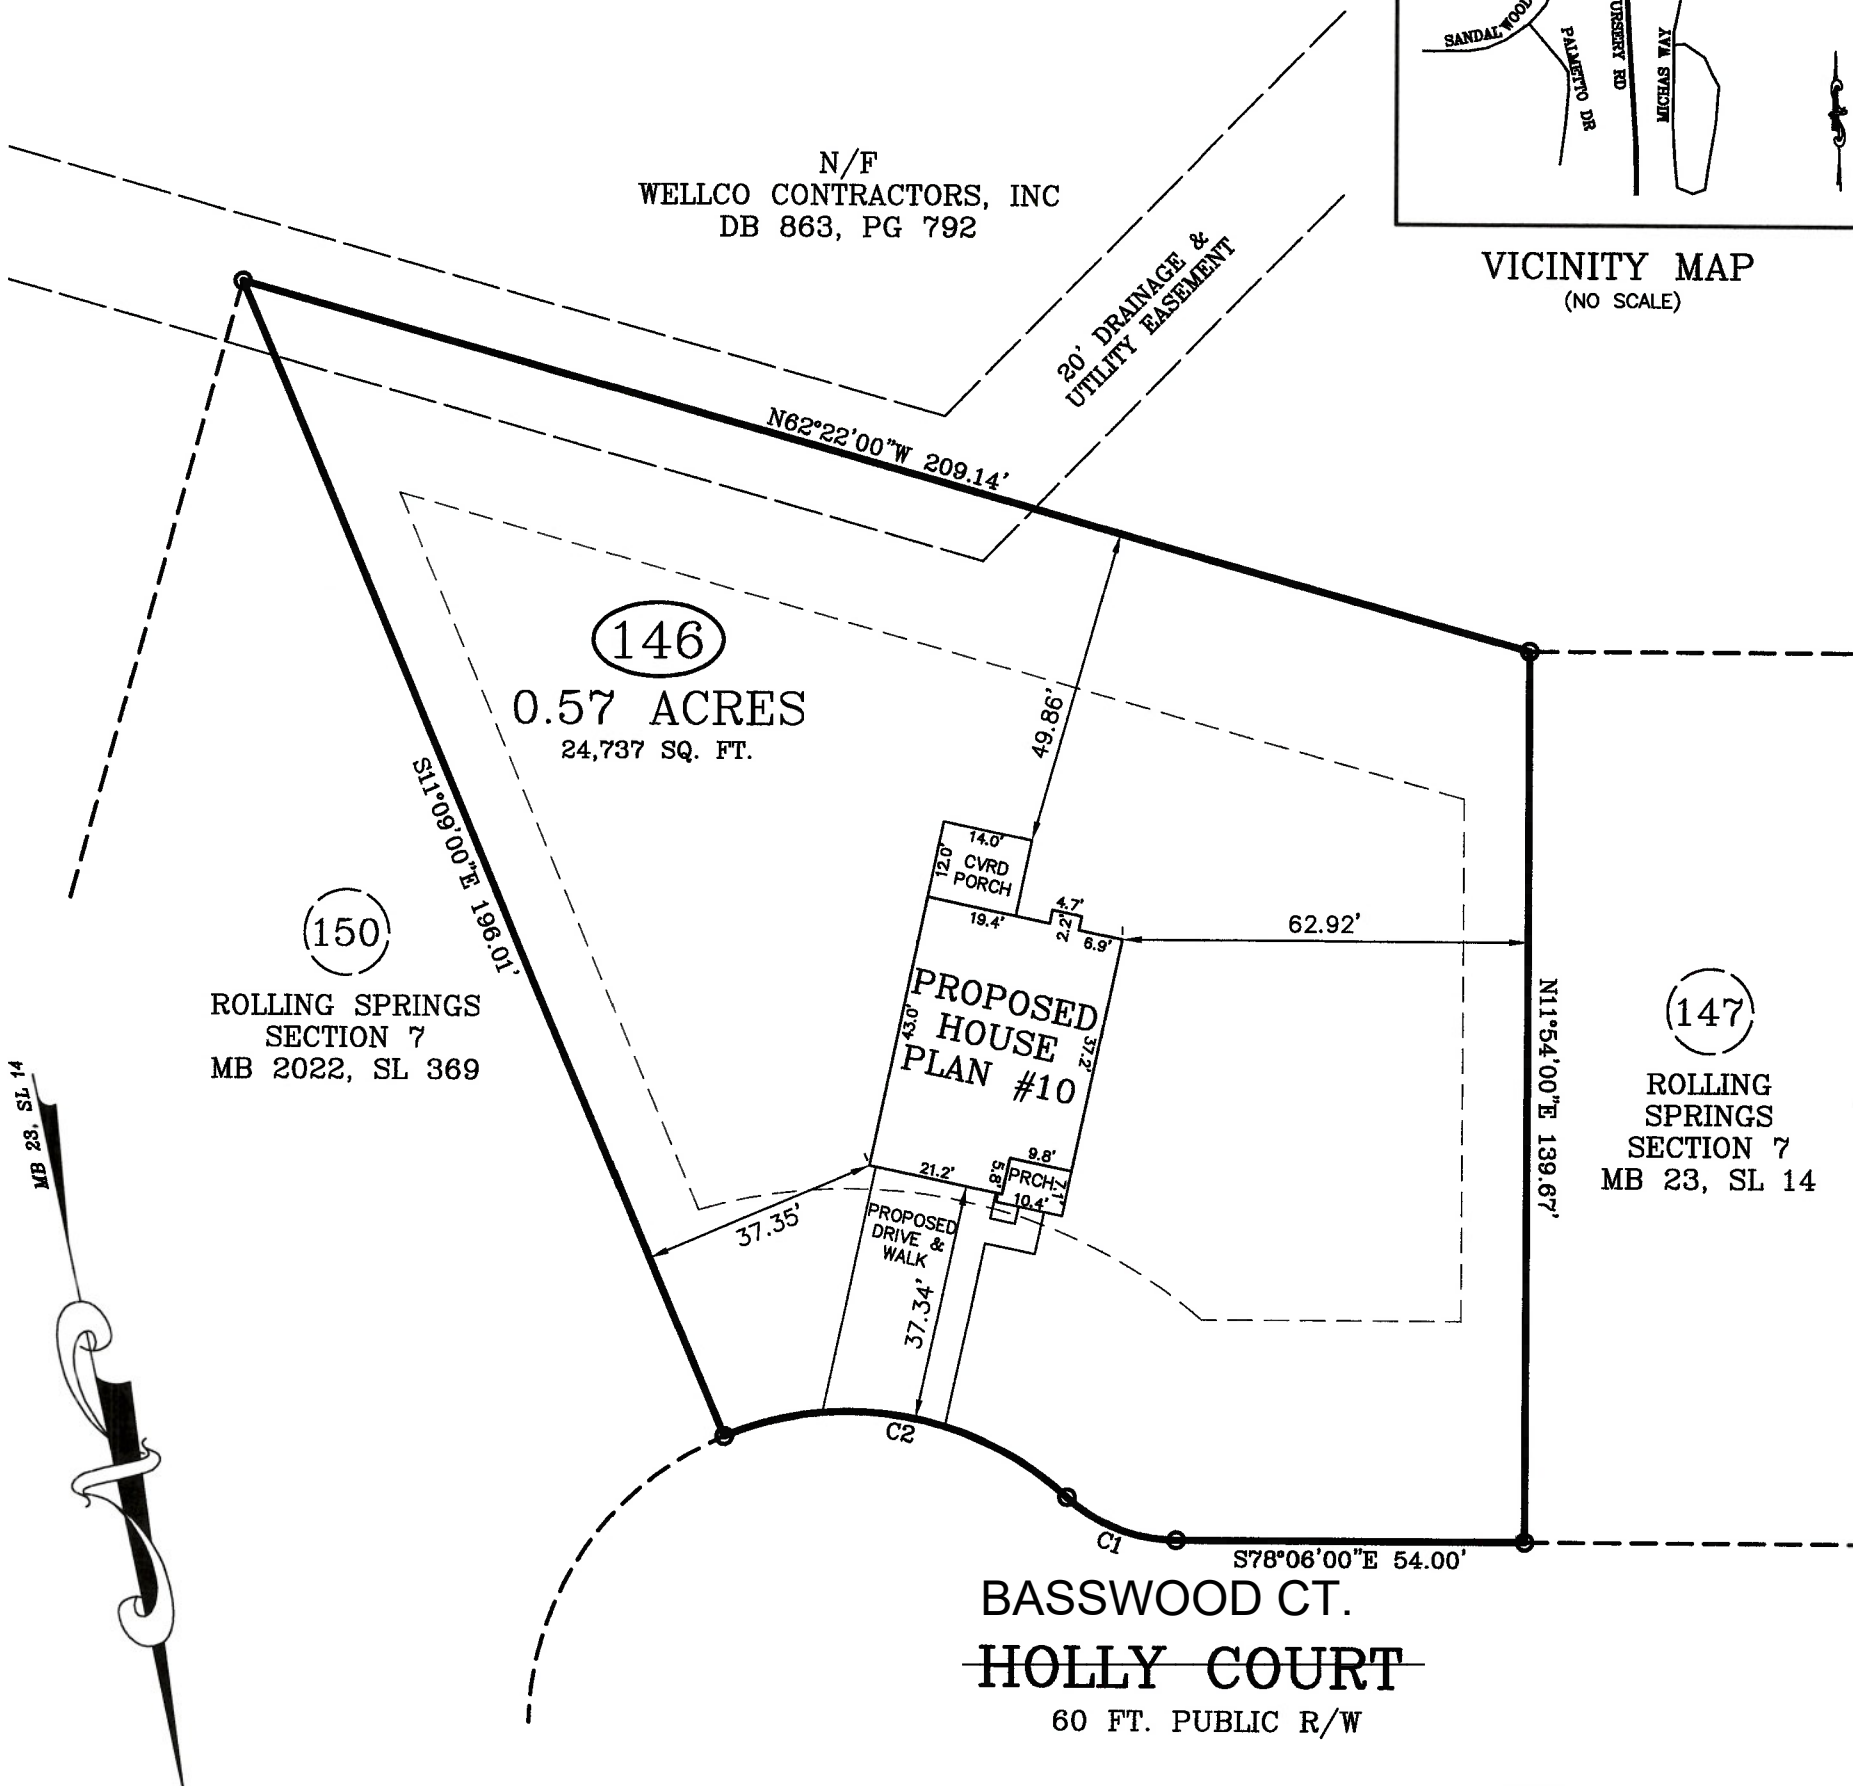 SANDALWOOD
PALMETTO DR
URSERY RD
MICHAS WAY
VICINITY MAP
(NO SCALE)
N/F
WELLCO CONTRACTORS, INC
DB 863, PG 792
20' DRAINAGE &
UTILITY EASEMENT
N62°22'00"W 209.14'
146
0.57 ACRES
24,737 SQ. FT.
49.86'
S11°09'00"E 196.01'
14.0'
12.0'
CVRD
PORCH
19.4'
4.7'
2.2'
6.9'
62.92'
150
ROLLING SPRINGS
SECTION 7
MB 2022, SL 369
PROPOSED
HOUSE
PLAN #10
43.0'
37.2'
N11°54'00"E 139.67'
147
ROLLING
SPRINGS
SECTION 7
MB 23, SL 14
MB 23, SL 14
9.8'
21.2'
5.8'
PRCH.
7.1'
10.4'
37.35'
PROPOSED
DRIVE &
WALK
37.34'
C2
C1
S78°06'00"E 54.00'
BASSWOOD CT.
HOLLY COURT
60 FT. PUBLIC R/W